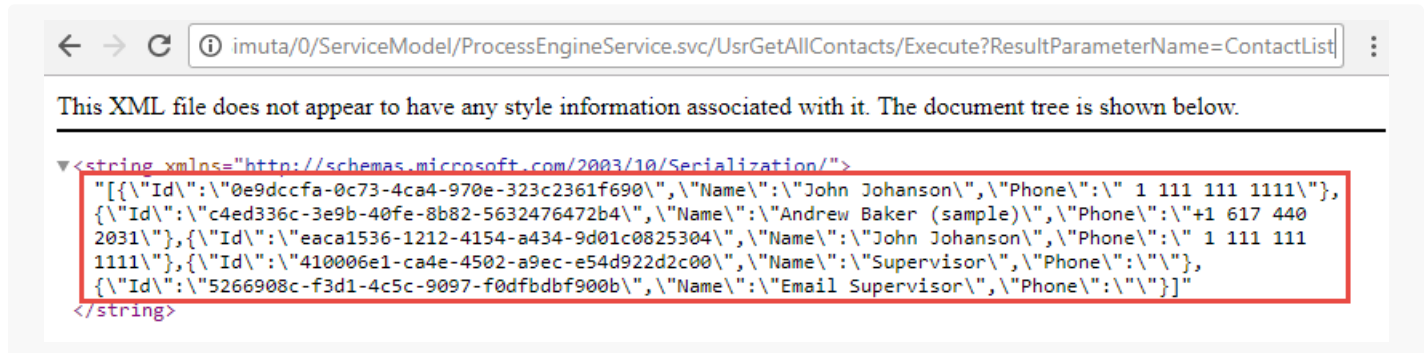 imuta/0/ServiceModel/ProcessEngineService.svc/UsrGetAllContacts/Execute?ResultParameterName=ContactList
This XML file does not appear to have any style information associated with it. The document tree is shown below.
<string xmlns="http://schemas.microsoft.com/2003/10/Serialization/">
"[{\"Id\":\"0e9dccfa-0c73-4ca4-970e-323c2361f690\",\"Name\":\"John Johanson\",\"Phone\":\" 1 111 111 1111\"},
{\"Id\":\"c4ed336c-3e9b-40fe-8b82-5632476472b4\",\"Name\":\"Andrew Baker (sample)\",\"Phone\":\"+1 617 440
2031\"},{\"Id\":\"eaca1536-1212-4154-a434-9d01c0825304\",\"Name\":\"John Johanson\",\"Phone\":\" 1 111 111
1111\"},{\"Id\":\"410006e1-ca4e-4502-a9ec-e54d922d2c00\",\"Name\":\"Supervisor\",\"Phone\":\"\"},
{\"Id\":\"5266908c-f3d1-4c5c-9097-f0dfbdbf900b\",\"Name\":\"Email Supervisor\",\"Phone\":\"\"}]"
</string>